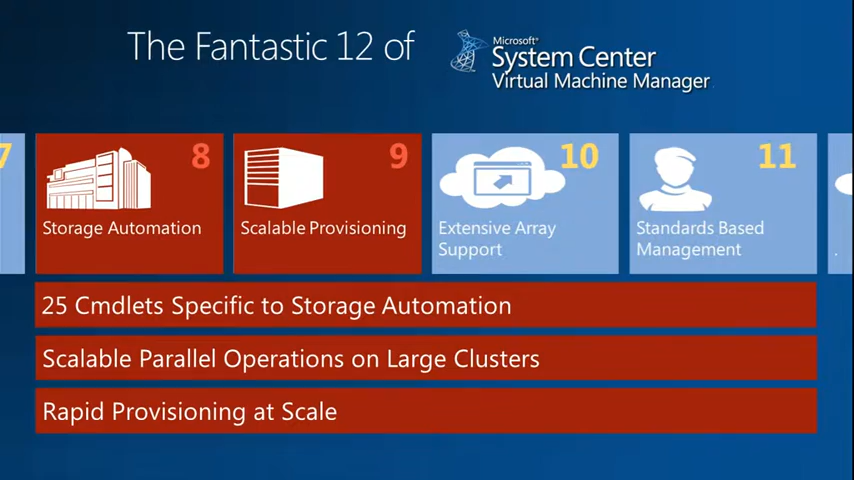 The Fantastic 12 of
Microsoft®
System Center
Virtual Machine Manager
7
8
Storage Automation
9
Scalable Provisioning
10
Extensive Array
Support
11
Standards Based
Management
25 Cmdlets Specific to Storage Automation
Scalable Parallel Operations on Large Clusters
Rapid Provisioning at Scale